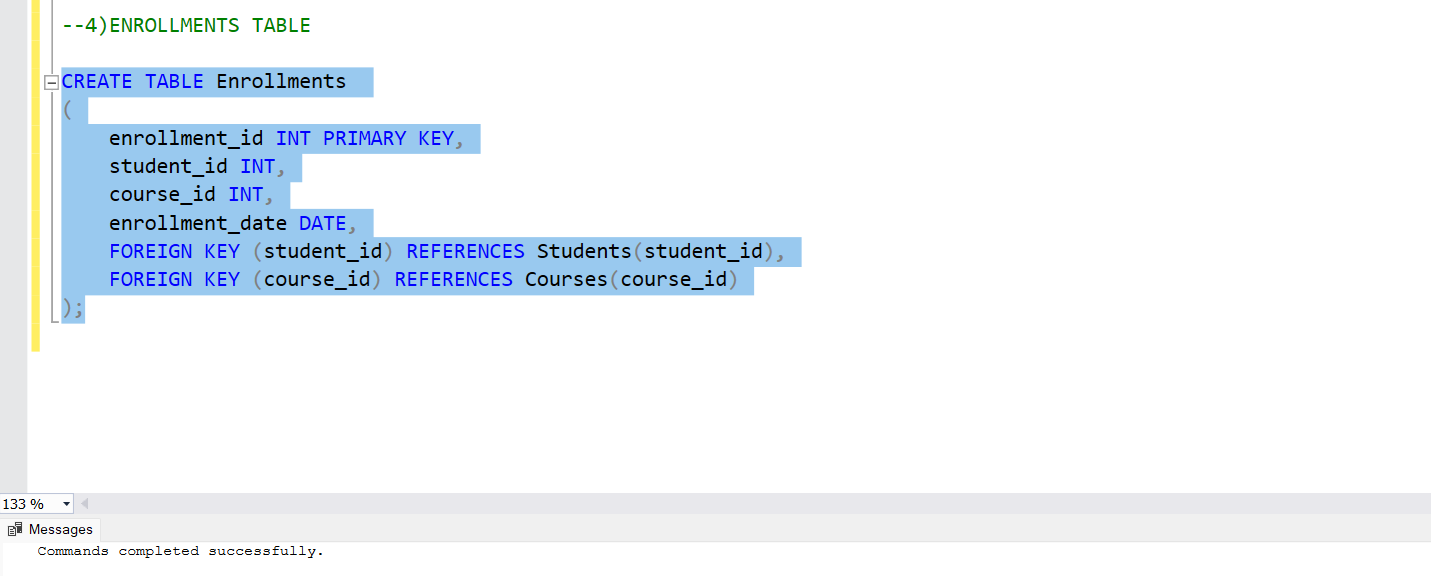 --4)ENROLLMENTS TABLE
CREATE TABLE Enrollments
(
enrollment_id INT PRIMARY KEY,
student_id INT,
course_id INT,
enrollment_date DATE,
FOREIGN KEY (student_id) REFERENCES Students(student_id),
FOREIGN KEY (course_id) REFERENCES Courses(course_id)
);
133 %
Messages
Commands completed successfully.